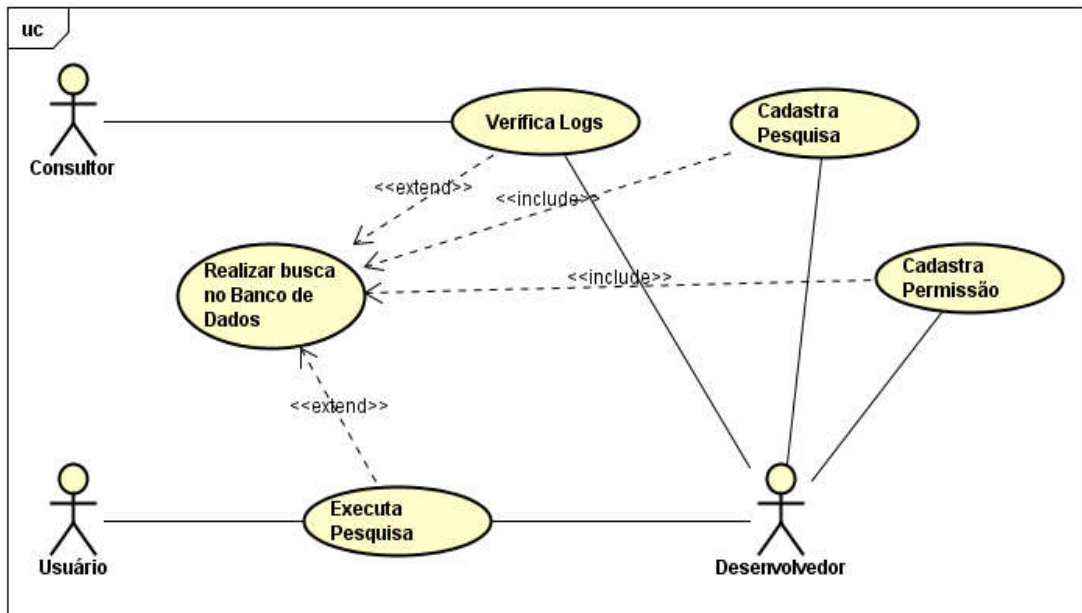 uc
Consultor
Verifica Logs
Cadastra
Pesquisa
<<extend>>
<<include>>
Realizar busca
no Banco de
Dados
<<include>>
Cadastra
Permissão
<<extend>>
Usuário
Executa
Pesquisa
Desenvolvedor